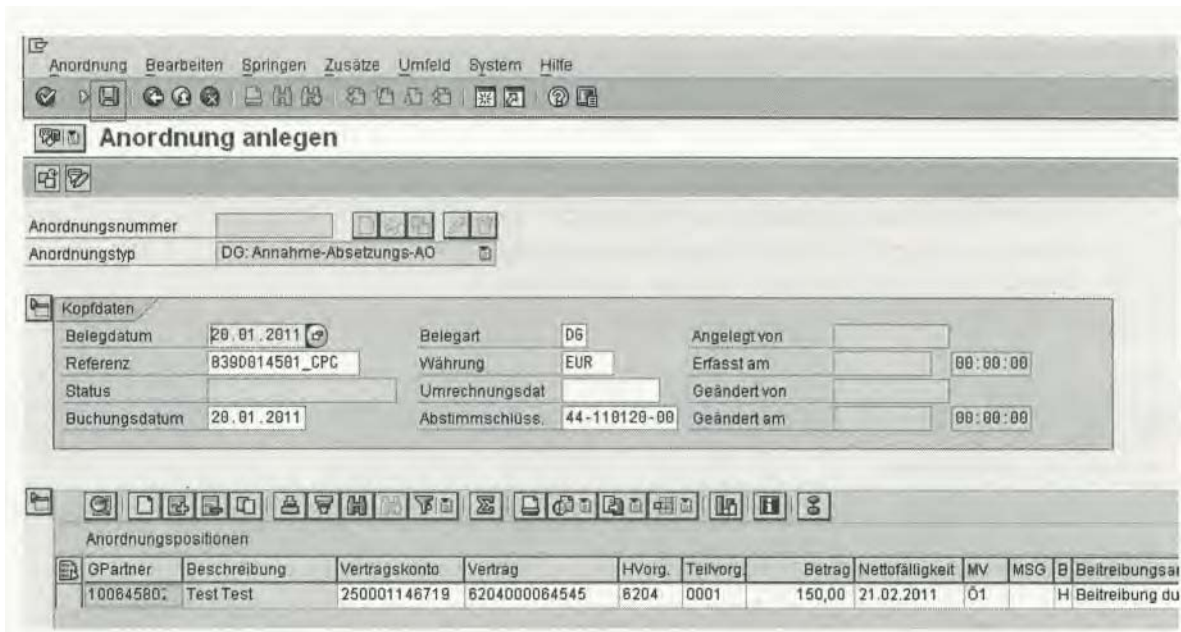 Anordnung Bearbeiten Springen Zusätze Umfeld System Hilfe
Anordnung anlegen
Anordnungsnummer
Anordnungstyp DG: Annahme-Absetzungs-AO
Kopfdaten
Belegdatum 20.01.2011 Belegart DG Angelegt von
Referenz 8390014501_CPC Währung EUR Erfasst am 00:00:00
Status Umrechnungsdat Geändert von
Buchungsdatum 20.01.2011 Abstimmschlüss. 44-110120-00 Geändert am 00:00:00
Anordnungspositionen
GPartner Beschreibung Vertragskonto Vertrag HVorg. Teilvorg. Betrag Nettofälligkeit MV MSG B Beitreibungsar
100645802 Test Test 250001146719 6204000064545 6204 0001 150,00 21.02.2011 Ö1 H Beitreibung du